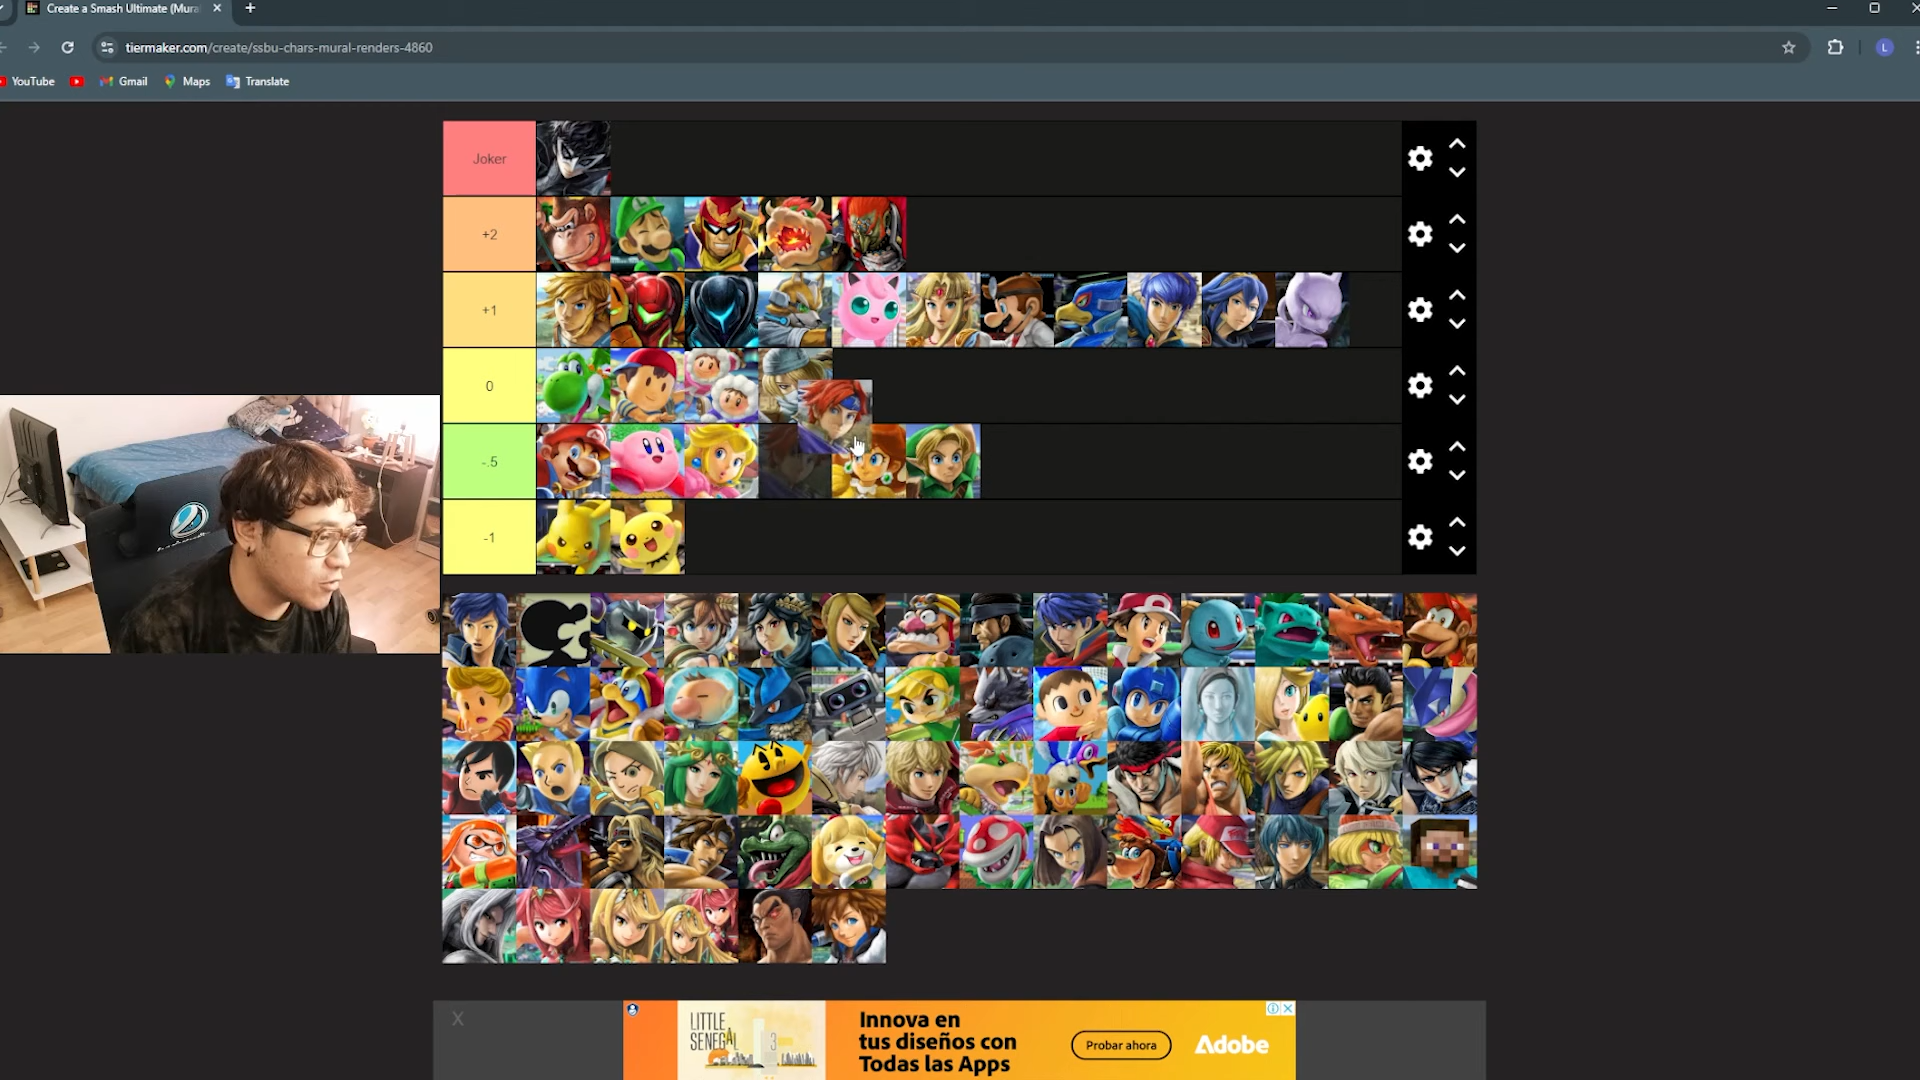 Create a Smash Ultimate (Mura
tiermaker.com/create/ssbu-chars-mural-renders-4860
L
YouTube
Gmail
Maps
Translate
Joker
+2
+1
0
-.5
-1
X
LITTLE
SENEGAL
3
Innova en
tus diseños con
Todas las Apps
Probar ahora
Adobe